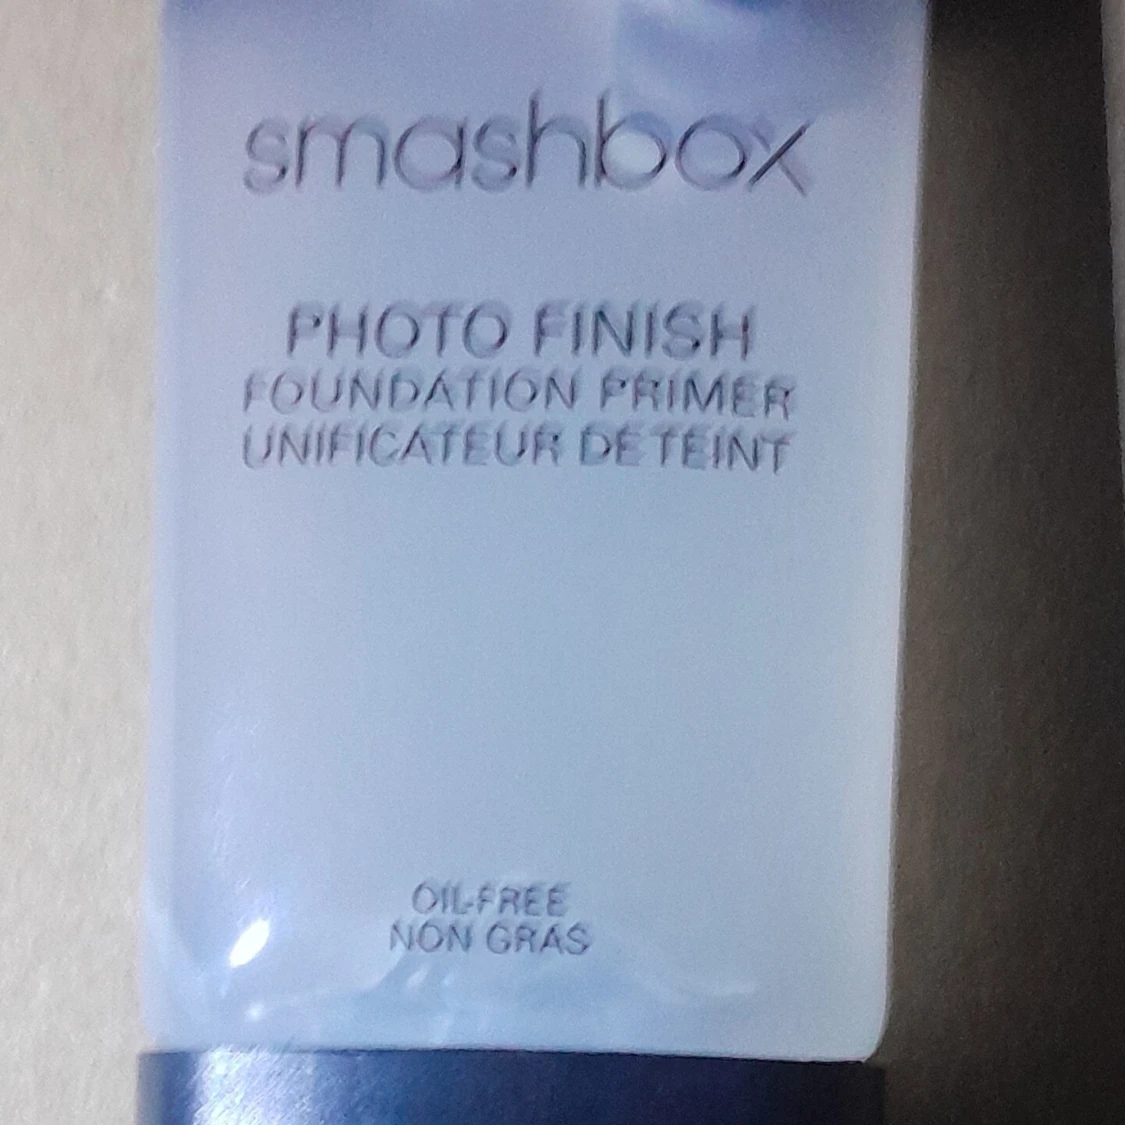 smashbox
PHOTO FINISH
FOUNDATION PRIMER
UNIFICATEUR DE TEINT
OIL-FREE
NON GRAS